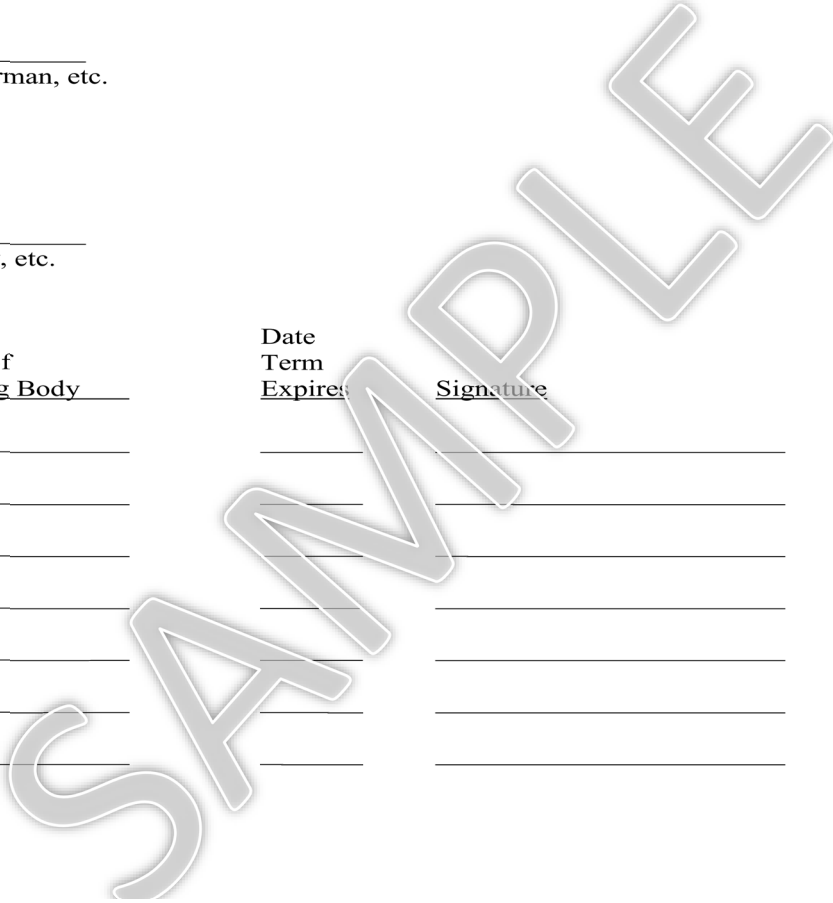 rman, etc.
, etc.
Date
f Term
g Body Expires Signature
SAMPLE